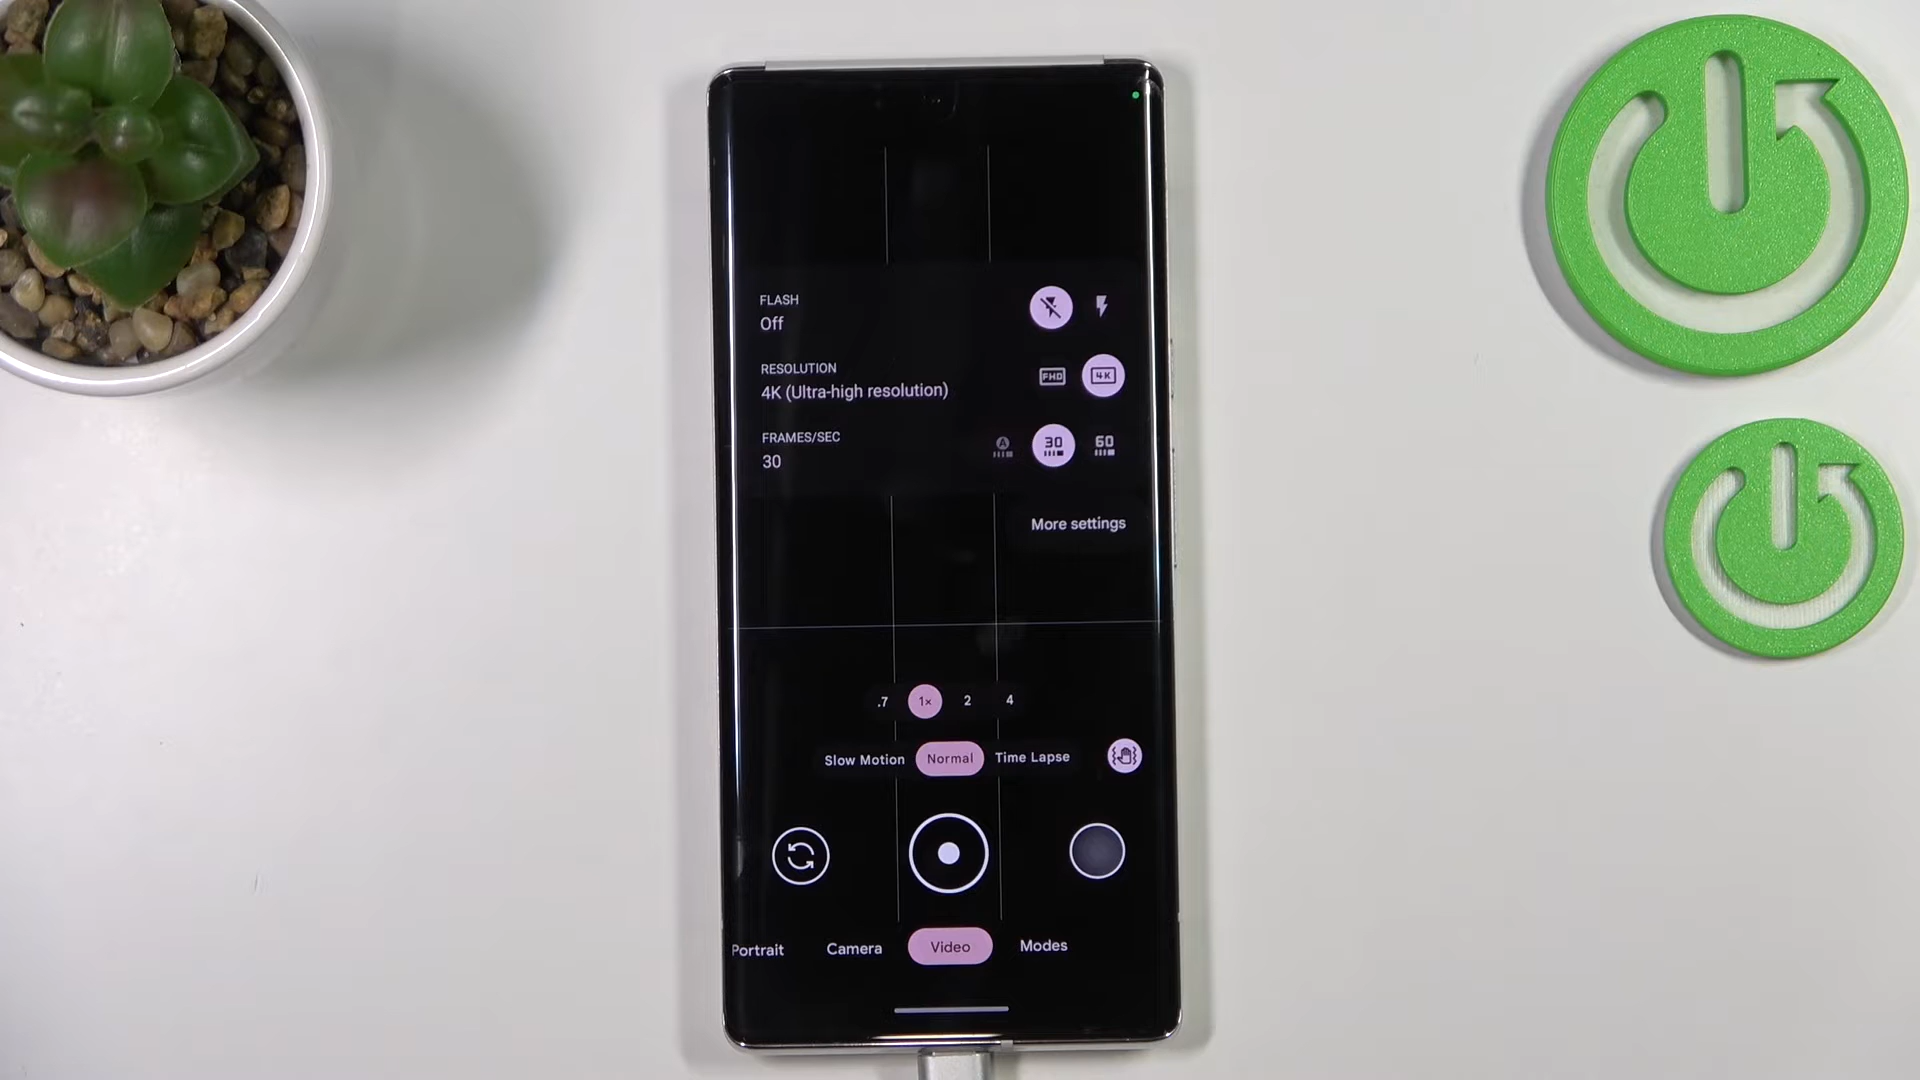 FLASH
Off
RESOLUTION
4K (Ultra-high resolution)
FHD
4K
FRAMES/SEC
30
A
30
60
More settings
.7
1×
2
4
Slow Motion
Normal
Time Lapse
Portrait
Camera
Video
Modes